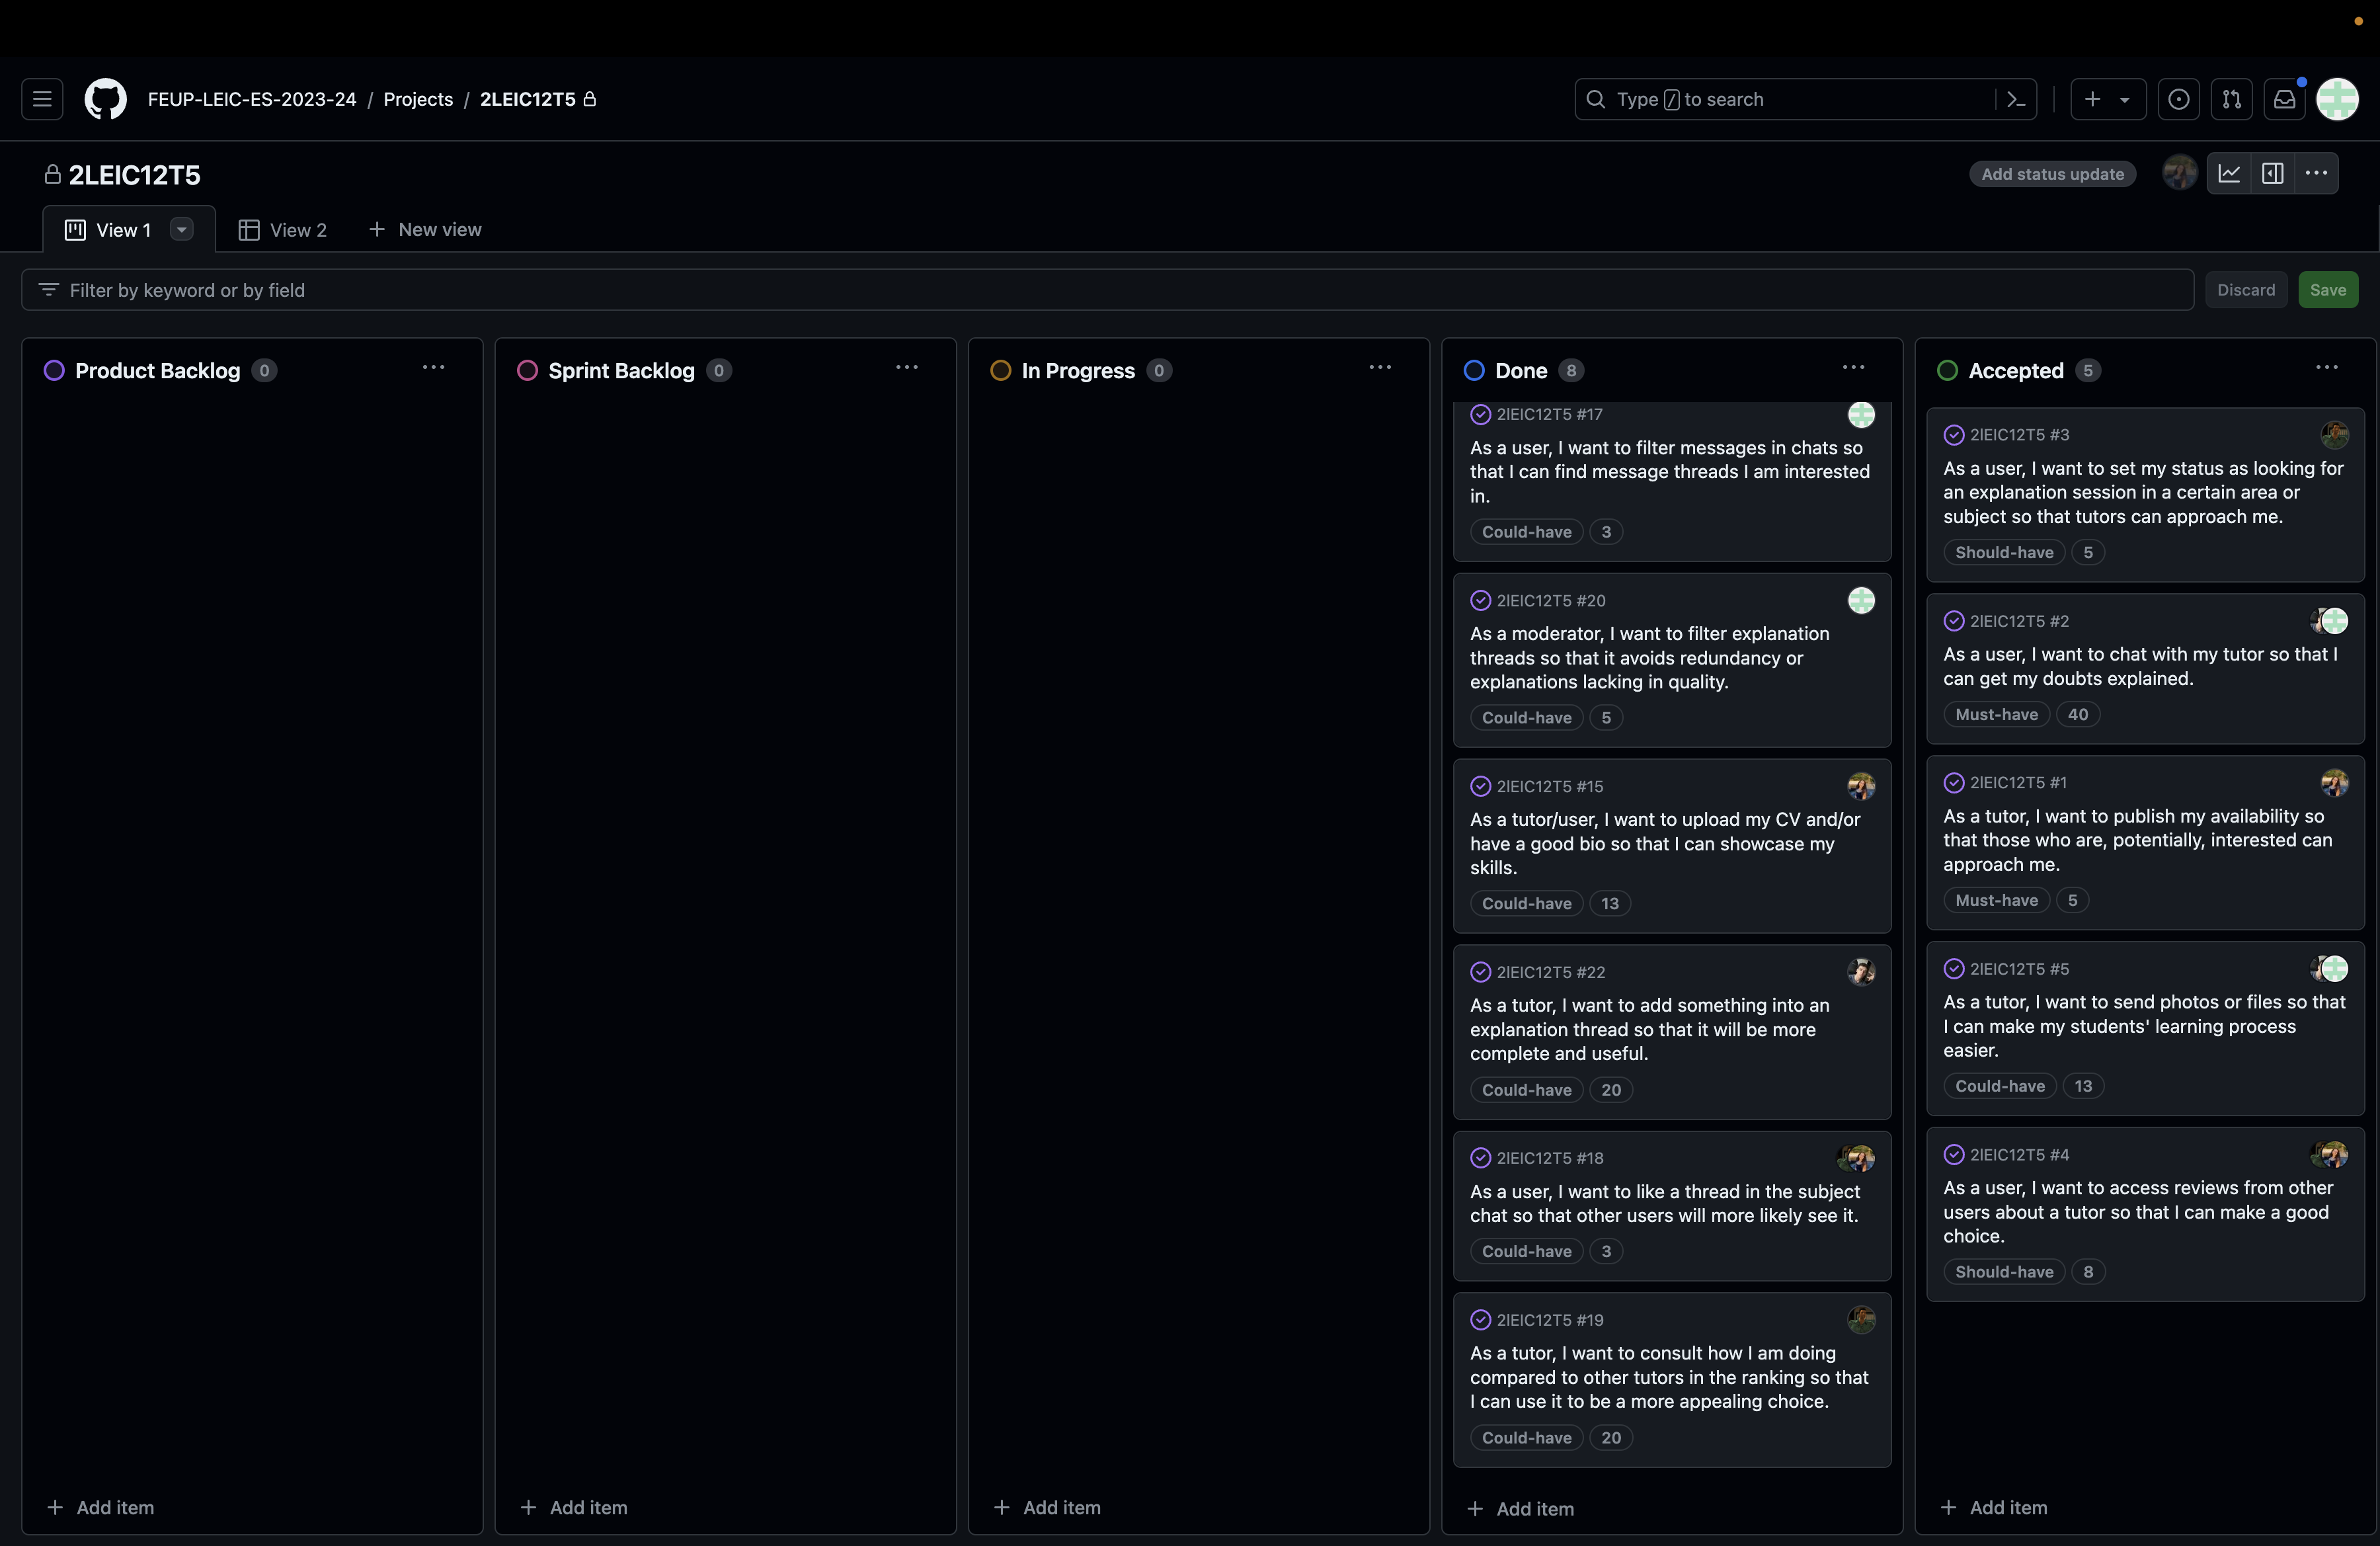 FEUP-LEIC-ES-2023-24 / Projects / 2LEIC12T5
Type / to search
2LEIC12T5
Add status update
View 1
View 2
New view
Filter by keyword or by field
Discard
Save
Product Backlog 0
Add item
Sprint Backlog 0
Add item
In Progress 0
Add item
Done 8
2lEIC12T5 #17
As a user, I want to filter messages in chats so
that I can find message threads I am interested
in.
Could-have 3
2lEIC12T5 #20
As a moderator, I want to filter explanation
threads so that it avoids redundancy or
explanations lacking in quality.
Could-have 5
2lEIC12T5 #15
As a tutor/user, I want to upload my CV and/or
have a good bio so that I can showcase my
skills.
Could-have 13
2lEIC12T5 #22
As a tutor, I want to add something into an
explanation thread so that it will be more
complete and useful.
Could-have 20
2lEIC12T5 #18
As a user, I want to like a thread in the subject
chat so that other users will more likely see it.
Could-have 3
2lEIC12T5 #19
As a tutor, I want to consult how I am doing
compared to other tutors in the ranking so that
I can use it to be a more appealing choice.
Could-have 20
Add item
Accepted 5
2lEIC12T5 #3
As a user, I want to set my status as looking for
an explanation session in a certain area or
subject so that tutors can approach me.
Should-have 5
2lEIC12T5 #2
As a user, I want to chat with my tutor so that I
can get my doubts explained.
Must-have 40
2lEIC12T5 #1
As a tutor, I want to publish my availability so
that those who are, potentially, interested can
approach me.
Must-have 5
2lEIC12T5 #5
As a tutor, I want to send photos or files so that
I can make my students' learning process
easier.
Could-have 13
2lEIC12T5 #4
As a user, I want to access reviews from other
users about a tutor so that I can make a good
choice.
Should-have 8
Add item